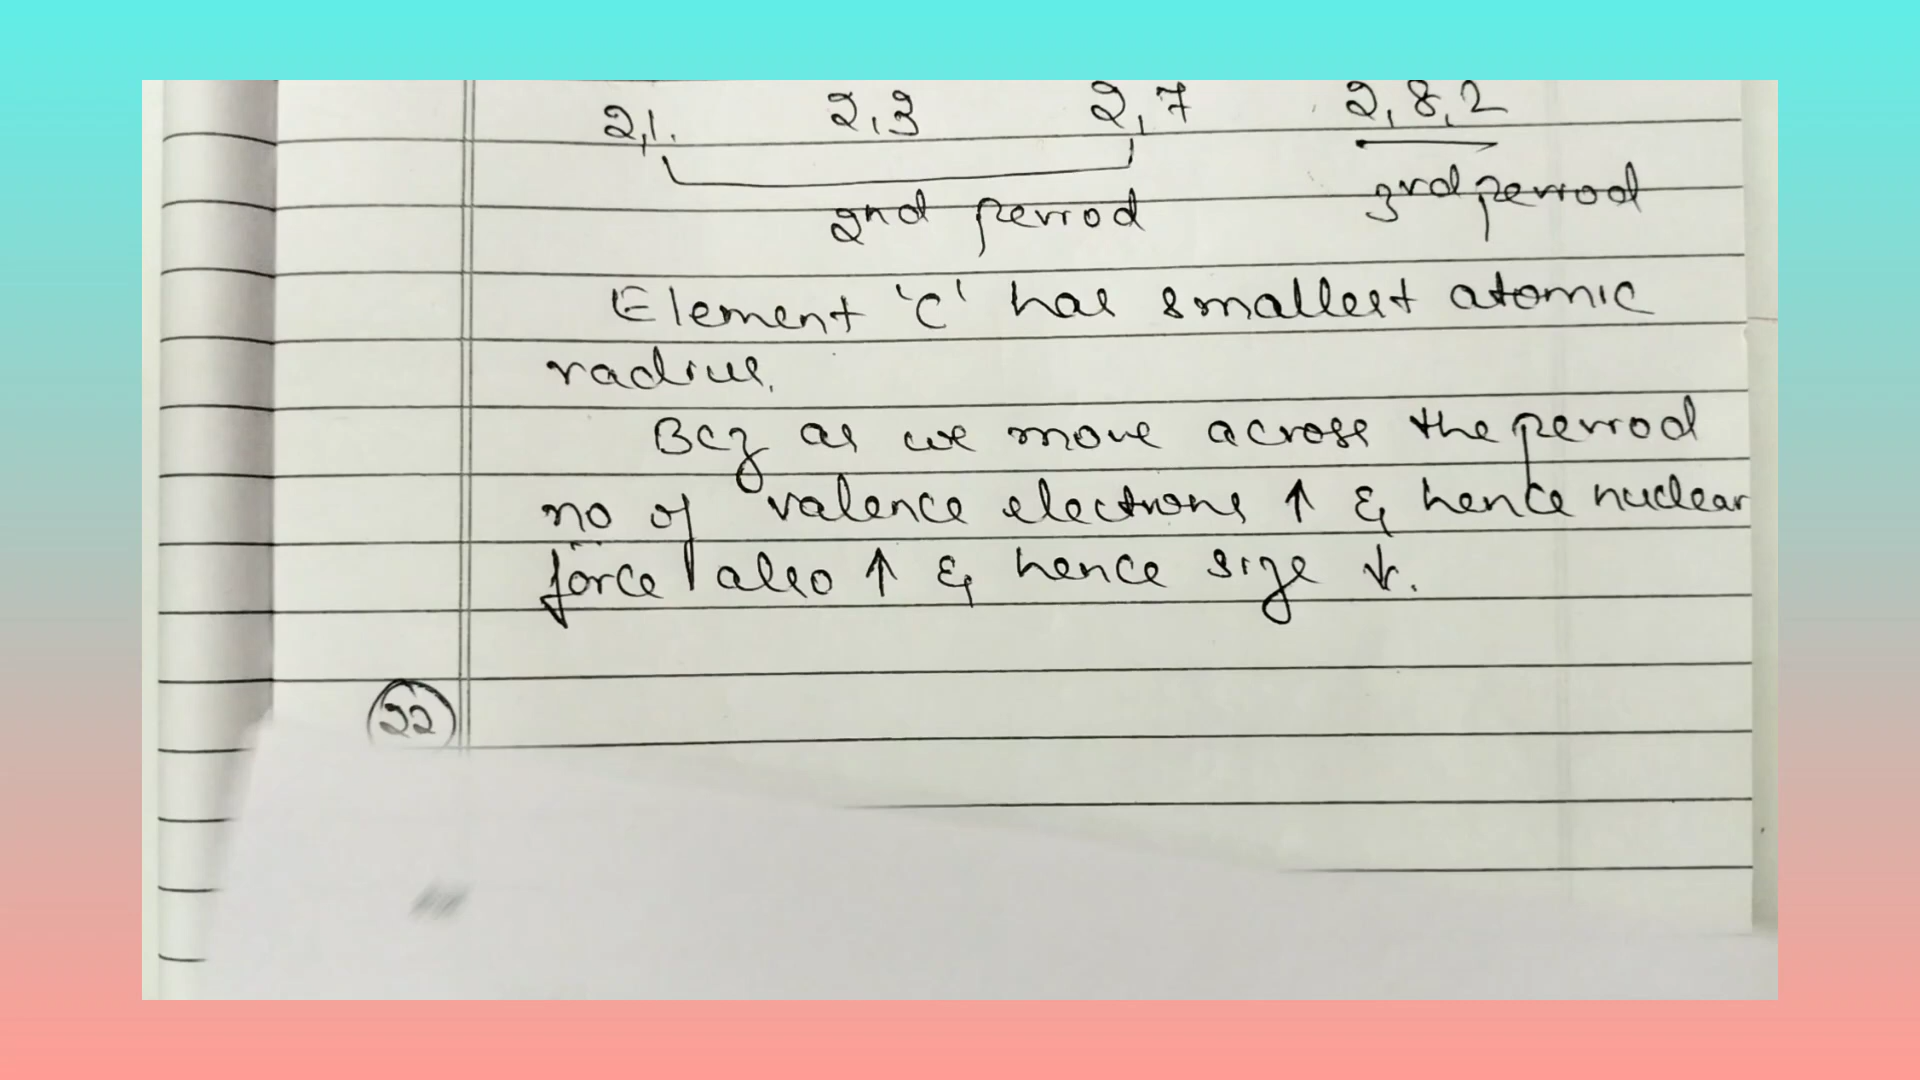 2,1. 2,3 2,7 2,8,2
2nd period 3rd period
Element 'C' has smallest atomic
radius.
Bcz as we move across the period
no of valence electrons ↑ & hence nuclear
force also ↑ & hence size ↓.
22